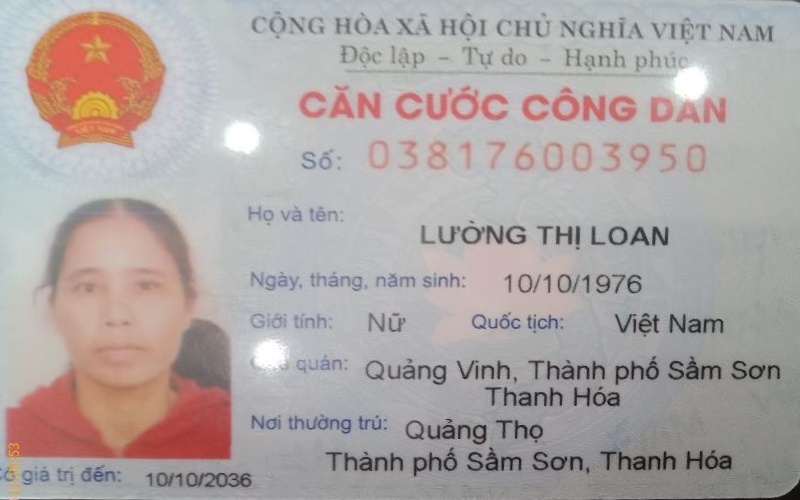 CỘNG HÒA XÃ HỘI CHỦ NGHĨA VIỆT NAM
Độc lập – Tự do – Hạnh phúc
CĂN CƯỚC CÔNG DÂN
Số: 038176003950
Họ và tên:
LƯỜNG THỊ LOAN
Ngày, tháng, năm sinh: 10/10/1976
Giới tính: Nữ Quốc tịch: Việt Nam
quán: Quảng Vinh, Thành phố Sầm Sơn
Thanh Hóa
Nơi thường trú: Quảng Thọ
Thành phố Sầm Sơn, Thanh Hóa
giá trị đến: 10/10/2036
VIỆT NAM